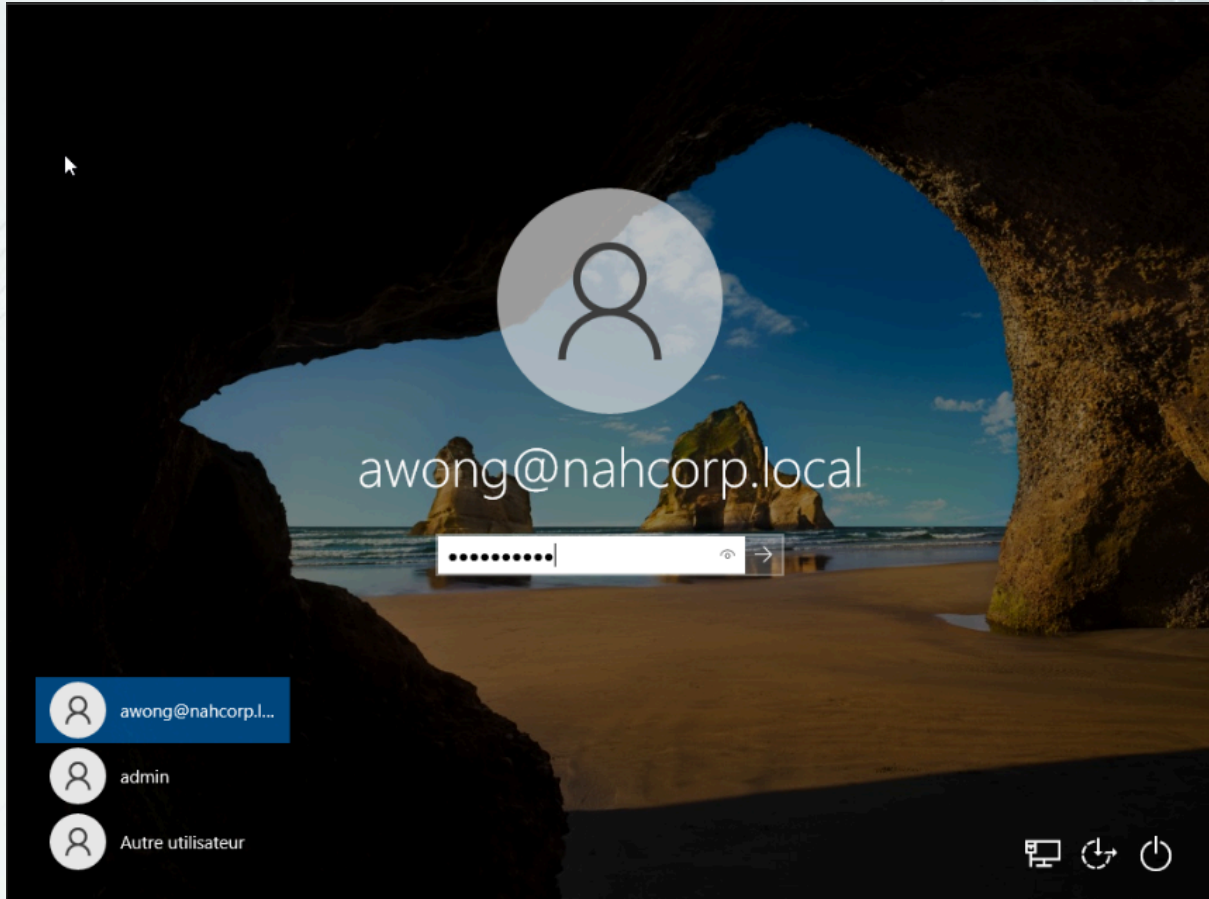 awong@nahcorp.local
••••••••••
awong@nahcorp.l...
admin
Autre utilisateur